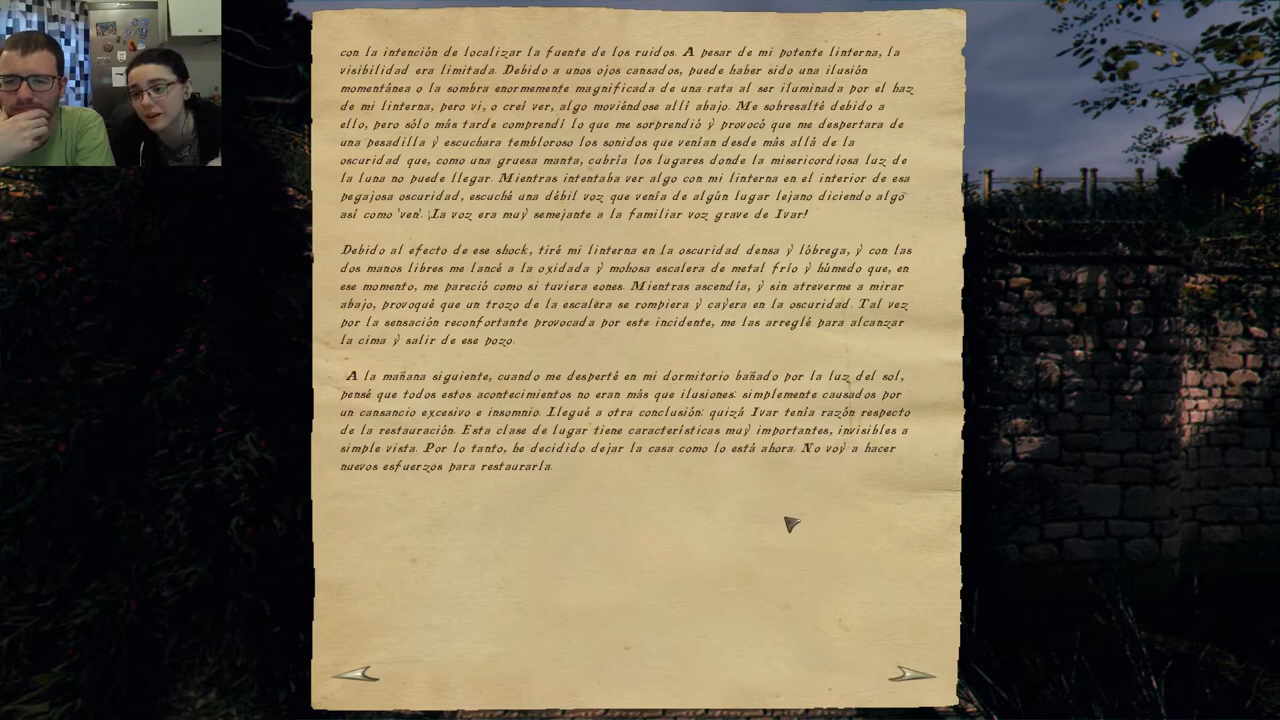 con la intención de localizar la fuente de los ruidos. A pesar de mi potente linterna, la
visibilidad era limitada. Debido a unos ojos cansados, puede haber sido una ilusión
momentánea o la sombra enormemente magnificada de una rata al ser iluminada por el haz
de mi linterna, pero vi, o creí ver, algo moviéndose allí abajo. Me sobresalté debido a
ello, pero sólo más tarde comprendí lo que me sorprendió y provocó que me despertara de
una pesadilla y escuchara tembloroso los sonidos que venían desde más allá de la
oscuridad que, como una gruesa manta, cubría los lugares donde la misericordiosa luz de
la luna no puede llegar. Mientras intentaba ver algo con mi linterna en el interior de esa
pegajosa oscuridad, escuché una débil voz que venía de algún lugar lejano diciendo algo
así como 'ven'. ¡La voz era muy semejante a la familiar voz grave de Ivar!
Debido al efecto de ese shock, tiré mi linterna en la oscuridad densa y lóbrega, y con las
dos manos libres me lancé a la oxidada y mohosa escalera de metal frío y húmedo que, en
ese momento, me pareció como si tuviera eones. Mientras ascendía, y sin atreverme a mirar
abajo, provoqué que un trozo de la escalera se rompiera y cayera en la oscuridad. Tal vez
por la sensación reconfortante provocada por este incidente, me las arreglé para alcanzar
la cima y salir de ese pozo.
A la mañana siguiente, cuando me desperté en mi dormitorio bañado por la luz del sol,
pensé que todos estos acontecimientos no eran más que ilusiones: simplemente causados por
un cansancio excesivo e insomnio. Llegué a otra conclusión: quizá Ivar tenía razón respecto
de la restauración. Esta clase de lugar tiene características muy importantes, invisibles a
simple vista. Por lo tanto, he decidido dejar la casa como lo está ahora. No voy a hacer
nuevos esfuerzos para restaurarla.